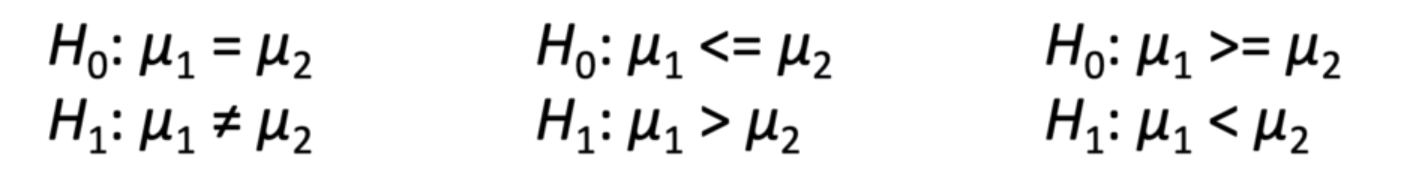 H₀: μ₁ = μ₂ H₀: μ₁ <= μ₂ H₀: μ₁ >= μ₂
H₁: μ₁ ≠ μ₂ H₁: μ₁ > μ₂ H₁: μ₁ < μ₂